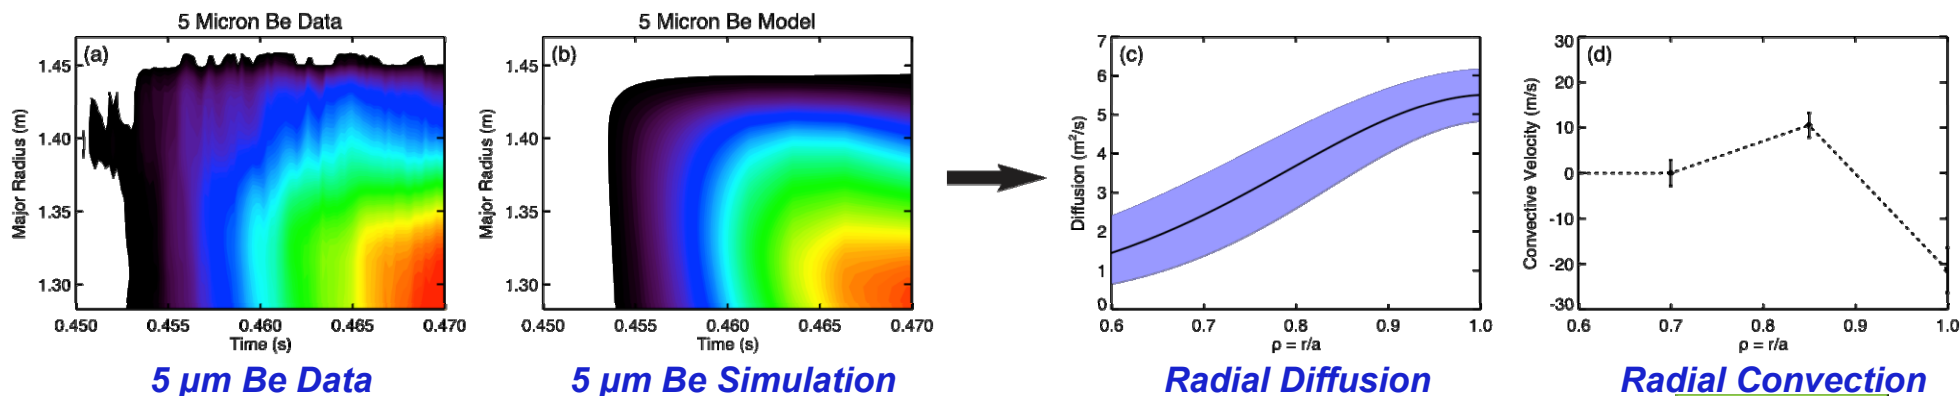 5 Micron Be Data
(a)
Major Radius (m)
1.45
1.40
1.35
1.30
0.450 0.455 0.460 0.465 0.470
Time (s)
5 µm Be Data
5 Micron Be Model
(b)
Major Radius (m)
1.45
1.40
1.35
1.30
0.450 0.455 0.460 0.465 0.470
Time (s)
5 µm Be Simulation
(c)
Diffusion (m²/s)
7
6
5
4
3
2
1
0
0.6 0.7 0.8 0.9 1.0
ρ = r/a
Radial Diffusion
(d)
Convective Velocity (m/s)
30
20
10
0
-10
-20
-30
0.6 0.7 0.8 0.9 1.0
ρ = r/a
Radial Convection